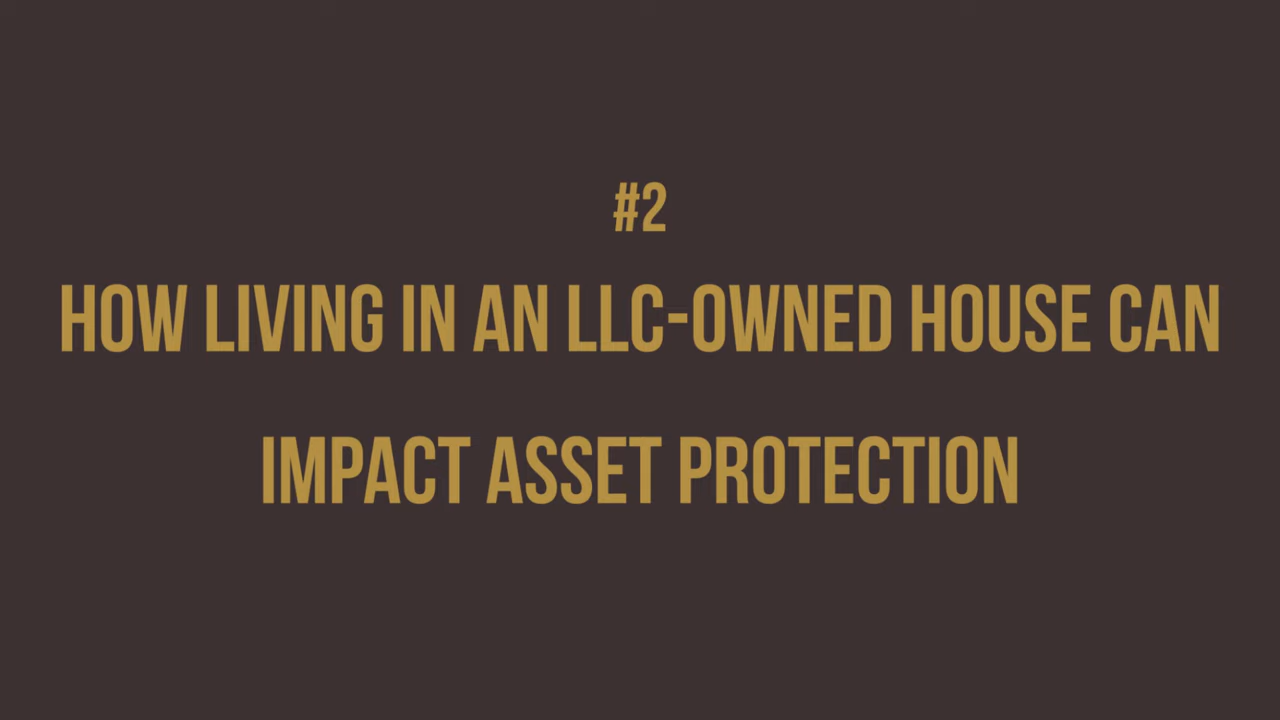 #2
HOW LIVING IN AN LLC-OWNED HOUSE CAN
IMPACT ASSET PROTECTION